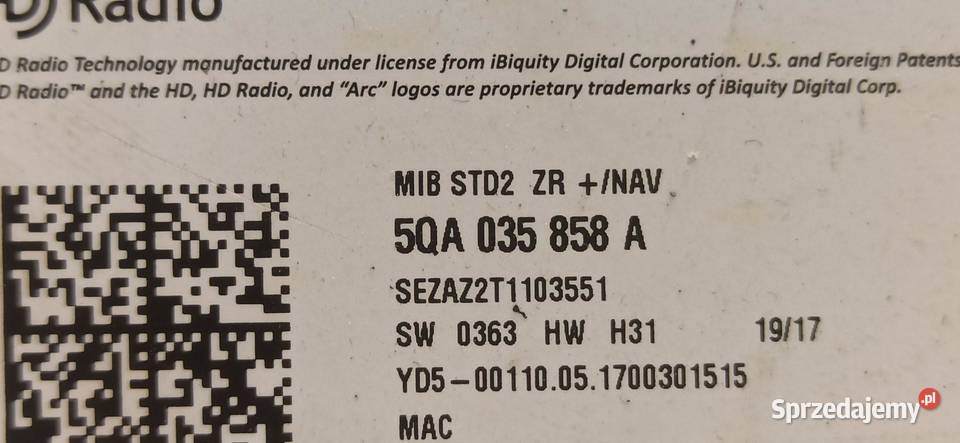 Radio
D Radio Technology manufactured under license from iBiquity Digital Corporation. U.S. and Foreign Patents
D Radio™ and the HD, HD Radio, and “Arc” logos are proprietary trademarks of iBiquity Digital Corp.
MIB STD2 ZR +/NAV
5QA 035 858 A
SEZAZ2T1103551
SW 0363 HW H31 19/17
YD5-00110.05.1700301515
MAC
Sprzedajemy.pl